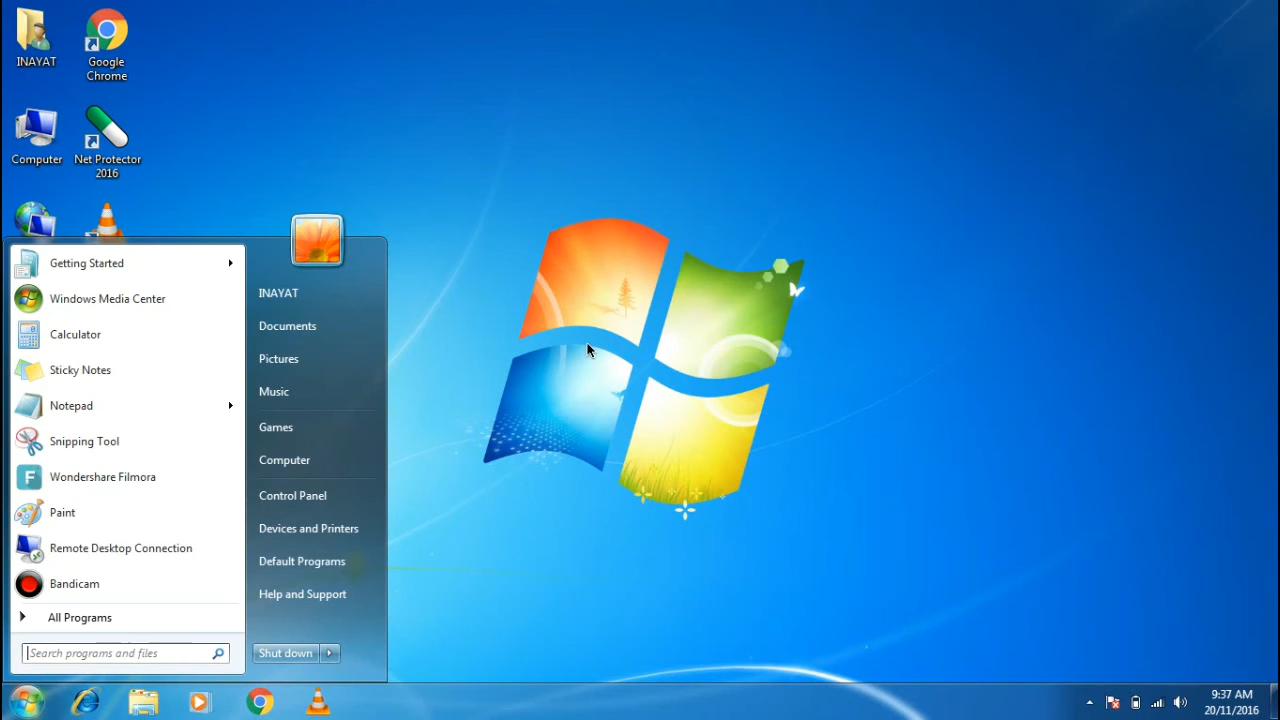 INAYAT
Google
Chrome
Computer
Net Protector
2016
Getting Started
Windows Media Center
Calculator
Sticky Notes
Notepad
Snipping Tool
F
Wondershare Filmora
Paint
Remote Desktop Connection
Bandicam
All Programs
Search programs and files
INAYAT
Documents
Pictures
Music
Games
Computer
Control Panel
Devices and Printers
Default Programs
Help and Support
Shut down
9:37 AM
20/11/2016